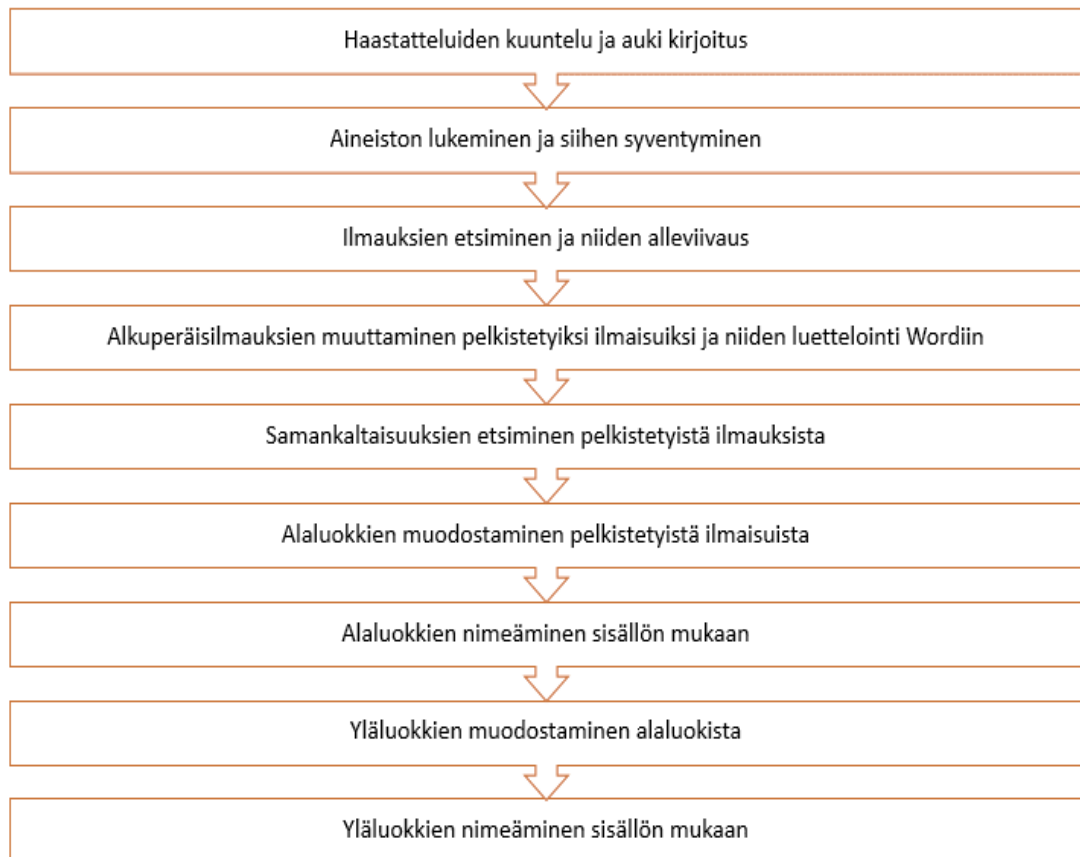 Haastatteluiden kuuntelu ja auki kirjoitus
Aineiston lukeminen ja siihen syventyminen
Ilmauksien etsiminen ja niiden alleviivaus
Alkuperäisilmauksien muuttaminen pelkistetyiksi ilmaisuiksi ja niiden luettelointi Wordiin
Samankaltaisuuksien etsiminen pelkistetyistä ilmauksista
Alaluokkien muodostaminen pelkistetyistä ilmaisuista
Alaluokkien nimeäminen sisällön mukaan
Yläluokkien muodostaminen alaluokista
Yläluokkien nimeäminen sisällön mukaan